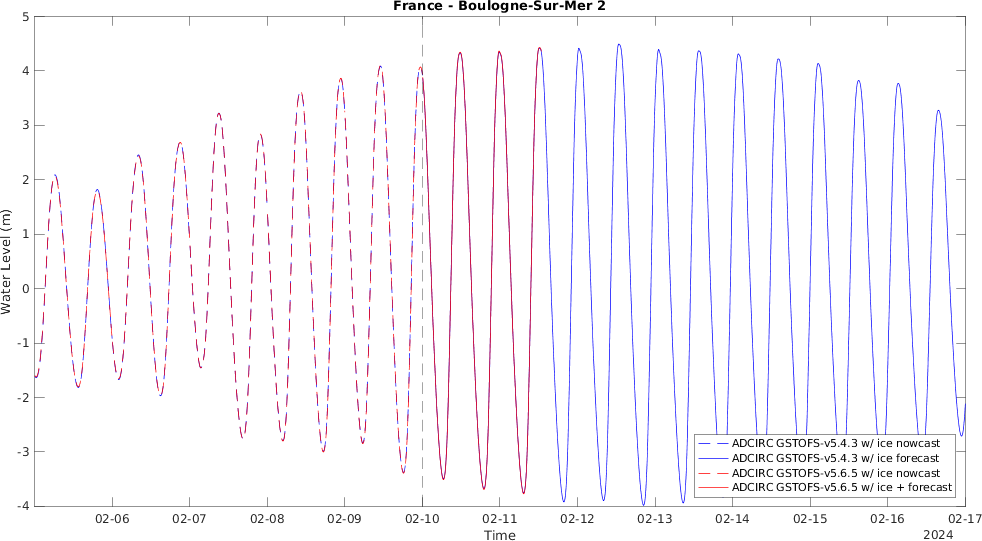 France - Boulogne-Sur-Mer 2
5
4
3
2
1
0
-1
-2
-3
-4
Water Level (m)
ADCIRC GSTOFS-v5.4.3 w/ ice nowcast
ADCIRC GSTOFS-v5.4.3 w/ ice forecast
ADCIRC GSTOFS-v5.6.5 w/ ice nowcast
ADCIRC GSTOFS-v5.6.5 w/ ice + forecast
02-06 02-07 02-08 02-09 02-10 02-11 02-12 02-13 02-14 02-15 02-16 02-17
Time
2024